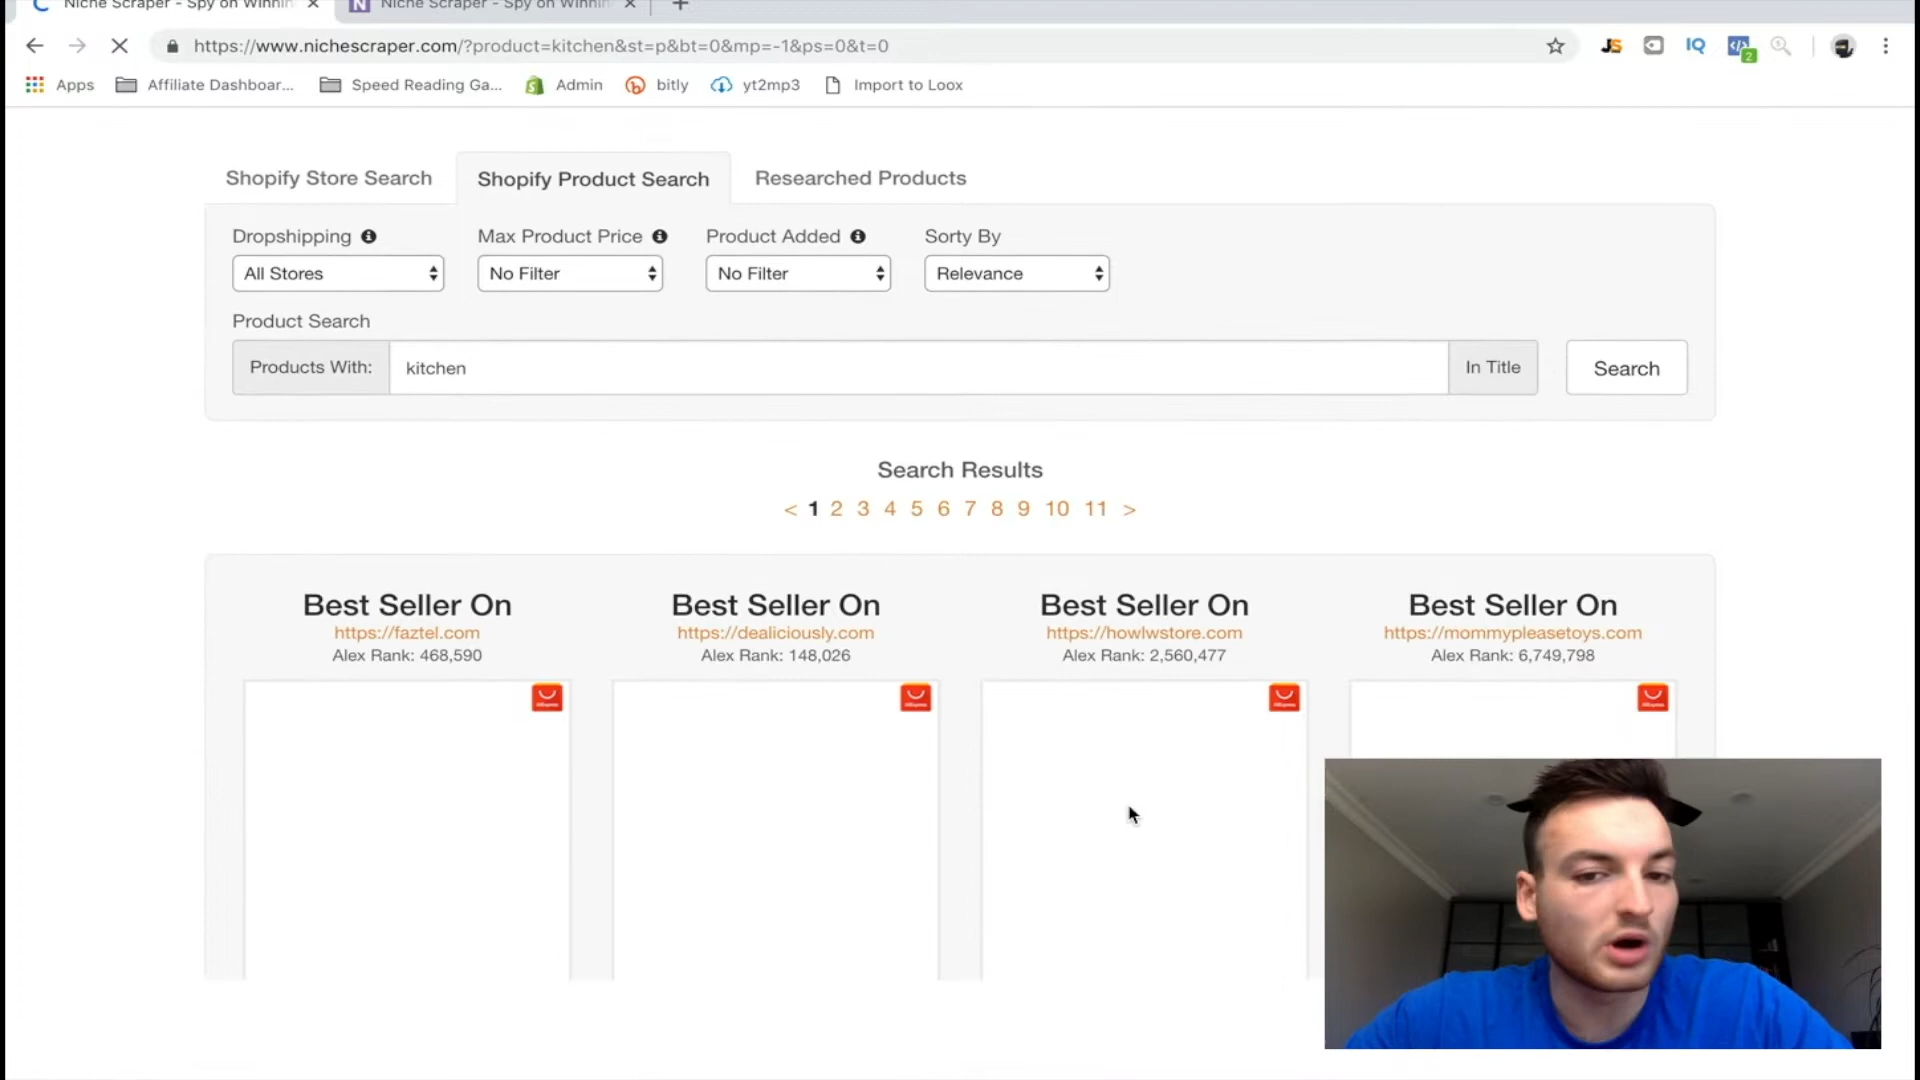 Niche Scraper - Spy on Winnin
Niche Scraper - Spy on Winnin
https://www.nichescraper.com/?product=kitchen&st=p&bt=0&mp=-1&ps=0&t=0
JS
IQ
2
Apps
Affiliate Dashboar...
Speed Reading Ga...
Admin
bitly
yt2mp3
Import to Loox
Shopify Store Search
Shopify Product Search
Researched Products
Dropshipping
Max Product Price
Product Added
Sorty By
All Stores
No Filter
No Filter
Relevance
Product Search
Products With:
kitchen
In Title
Search
Search Results
< 1 2 3 4 5 6 7 8 9 10 11 >
Best Seller On
https://faztel.com
Alex Rank: 468,590
Best Seller On
https://dealiciously.com
Alex Rank: 148,026
Best Seller On
https://howlwstore.com
Alex Rank: 2,560,477
Best Seller On
https://mommypleasetoys.com
Alex Rank: 6,749,798